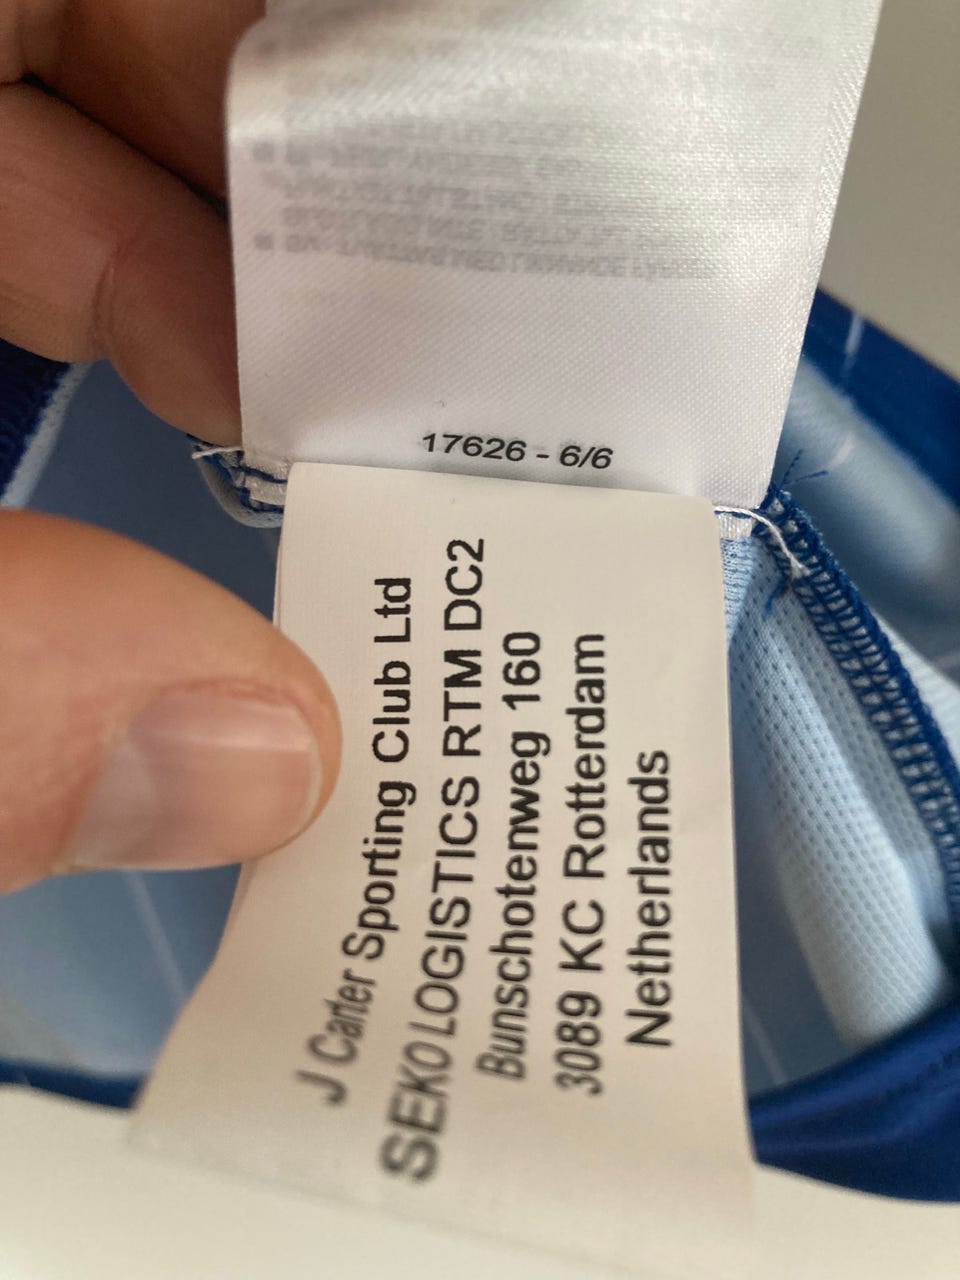 17626 - 6/6
J Carter Sporting Club Ltd
SEKO LOGISTICS RTM DC2
Bunschotenweg 160
3089 KC Rotterdam
Netherlands